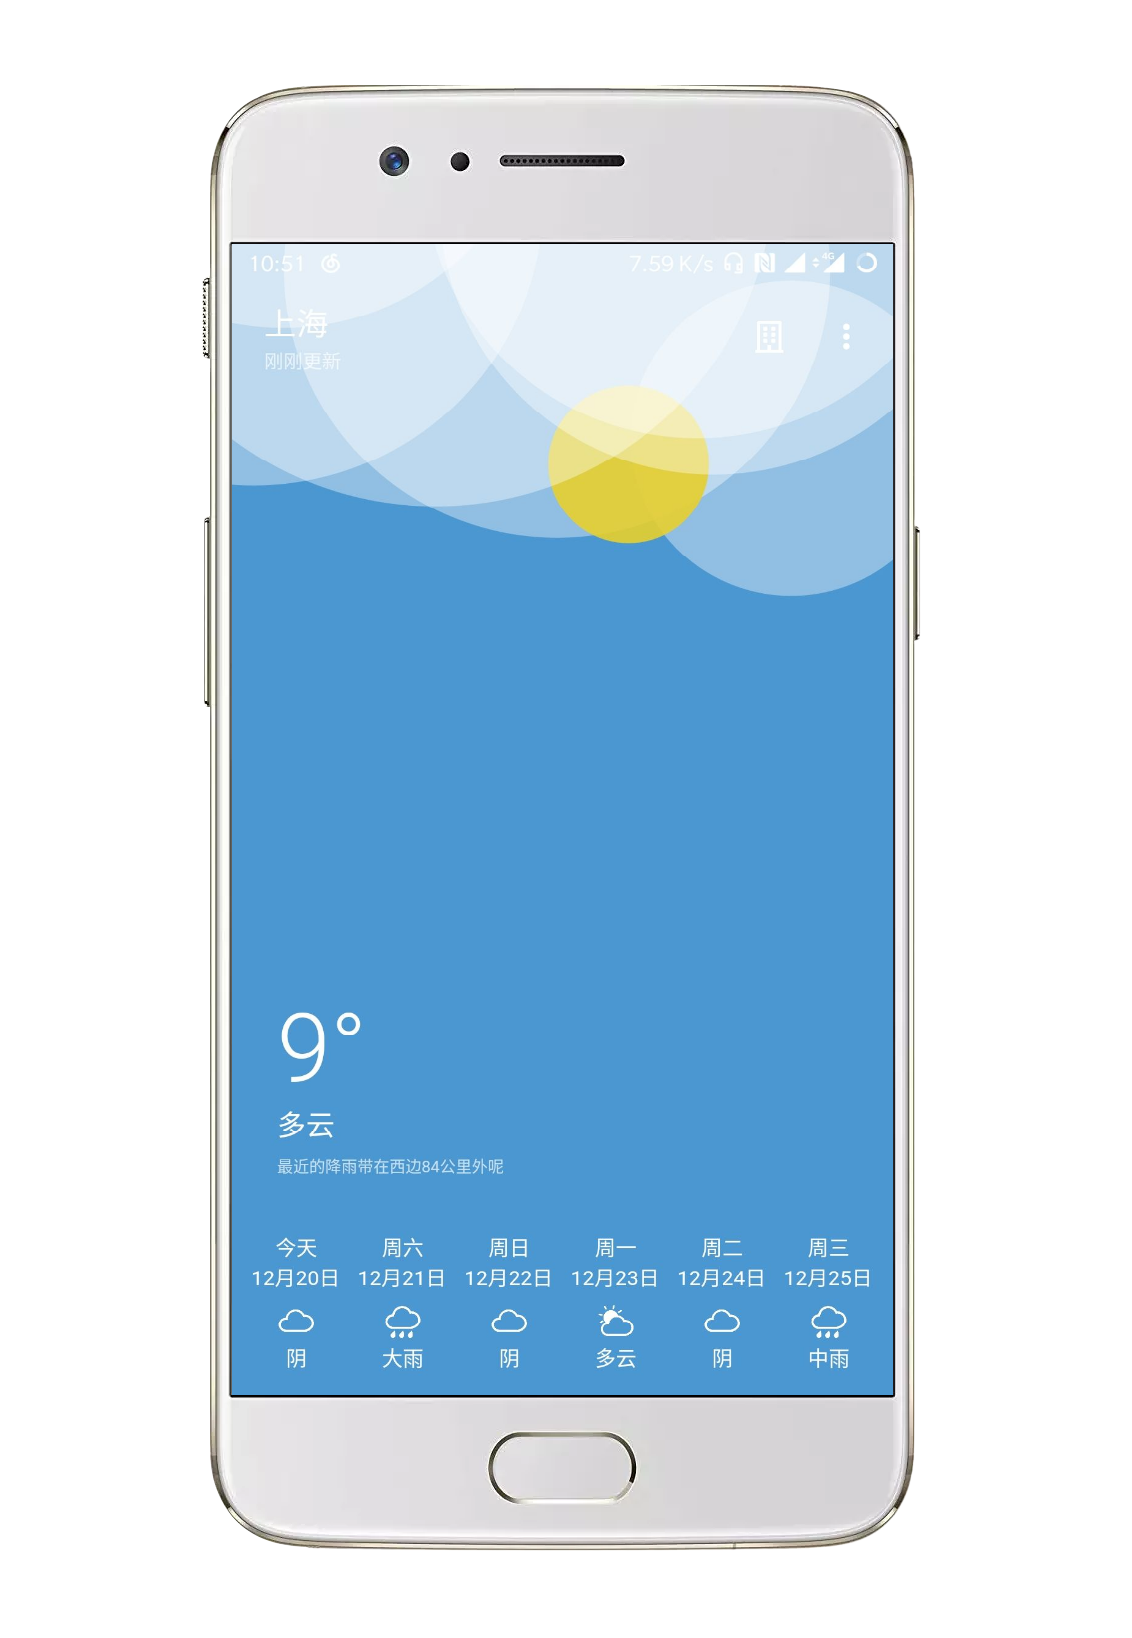 10:51 7.59 K/s 4G
上海
刚刚更新
9°
多云
最近的降雨带在西边84公里外呢
今天 周六 周日 周一 周二 周三
12月20日 12月21日 12月22日 12月23日 12月24日 12月25日
阴 大雨 阴 多云 阴 中雨